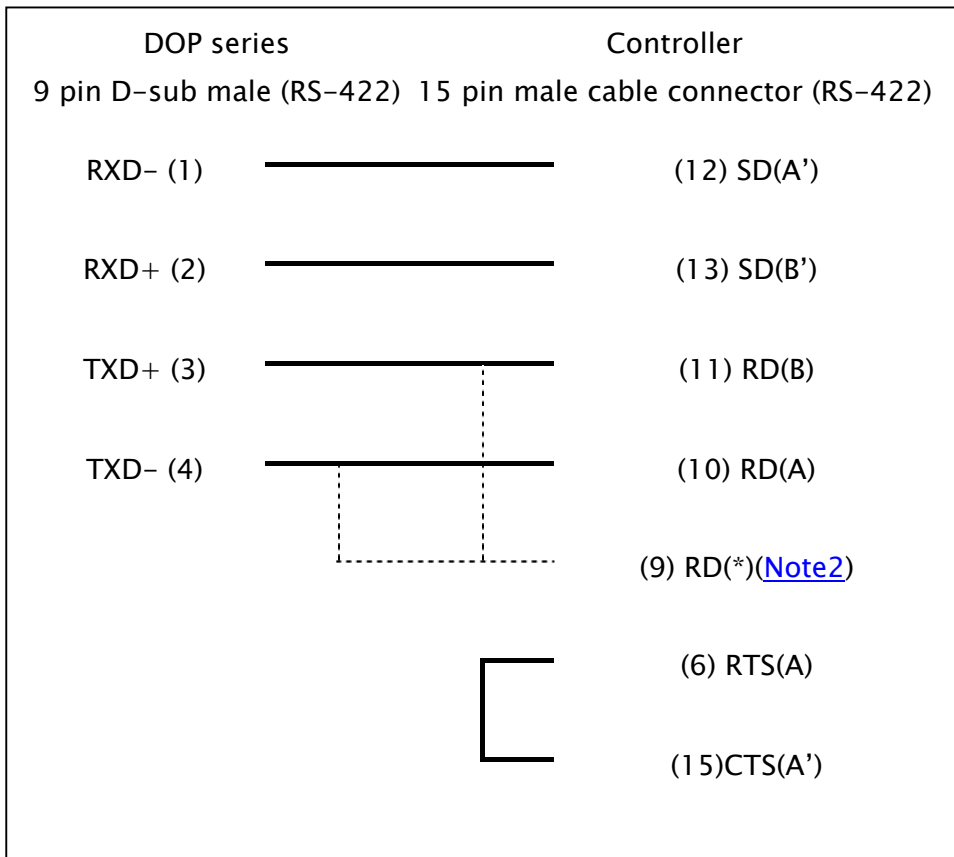 DOP series Controller
9 pin D-sub male (RS-422) 15 pin male cable connector (RS-422)
RXD- (1) (12) SD(A’)
RXD+ (2) (13) SD(B’)
TXD+ (3) (11) RD(B)
TXD- (4) (10) RD(A)
(9) RD(*)(Note2)
(6) RTS(A)
(15)CTS(A’)